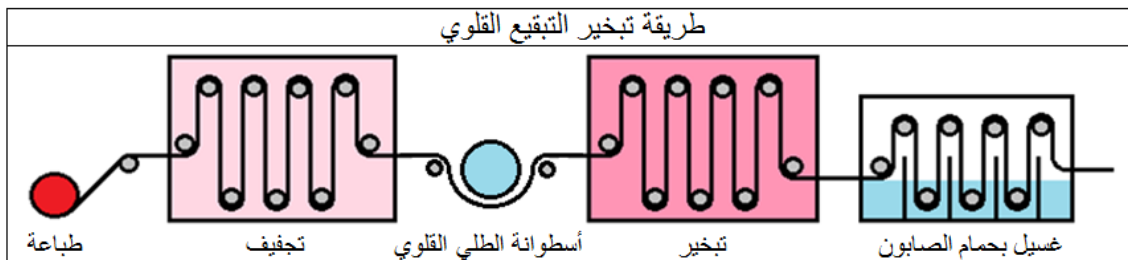 طريقة تبخير التبقيع القلوي
طباعة
تجفيف
أسطوانة الطلي القلوي
تبخير
غسيل بحمام الصابون